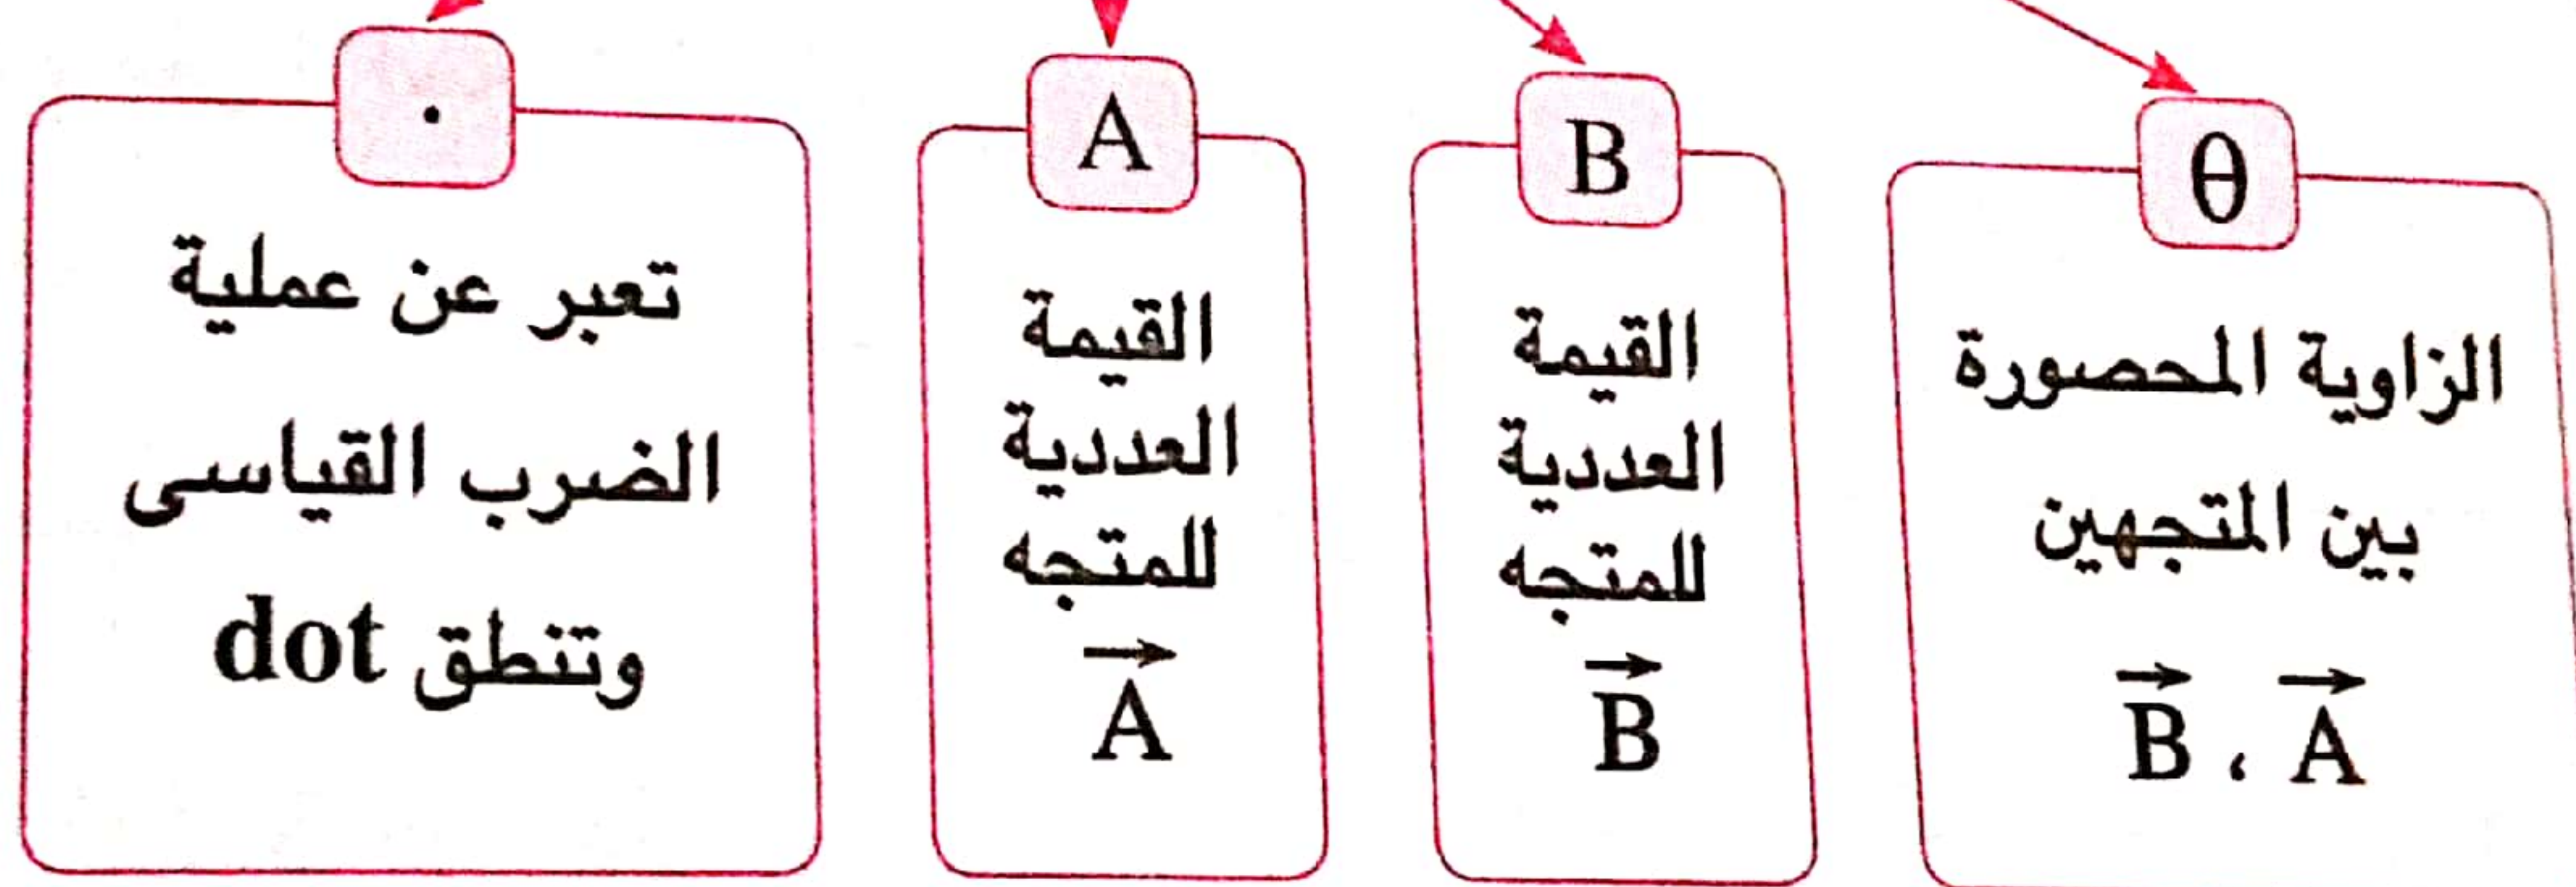 .
تعبر عن عملية
الضرب القياسى
وتنطق dot
A
القيمة
العددية
للمتجه
A⃗
B
القيمة
العددية
للمتجه
B⃗
θ
الزاوية المحصورة
بين المتجهين
A⃗ ، B⃗